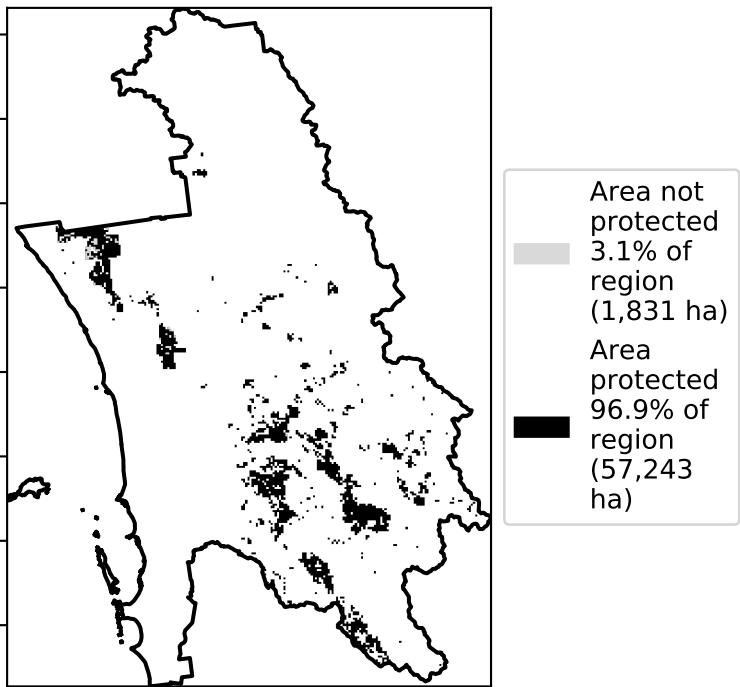 Area not
protected
3.1% of
region
(1,831 ha)
Area
protected
96.9% of
region
(57,243
ha)